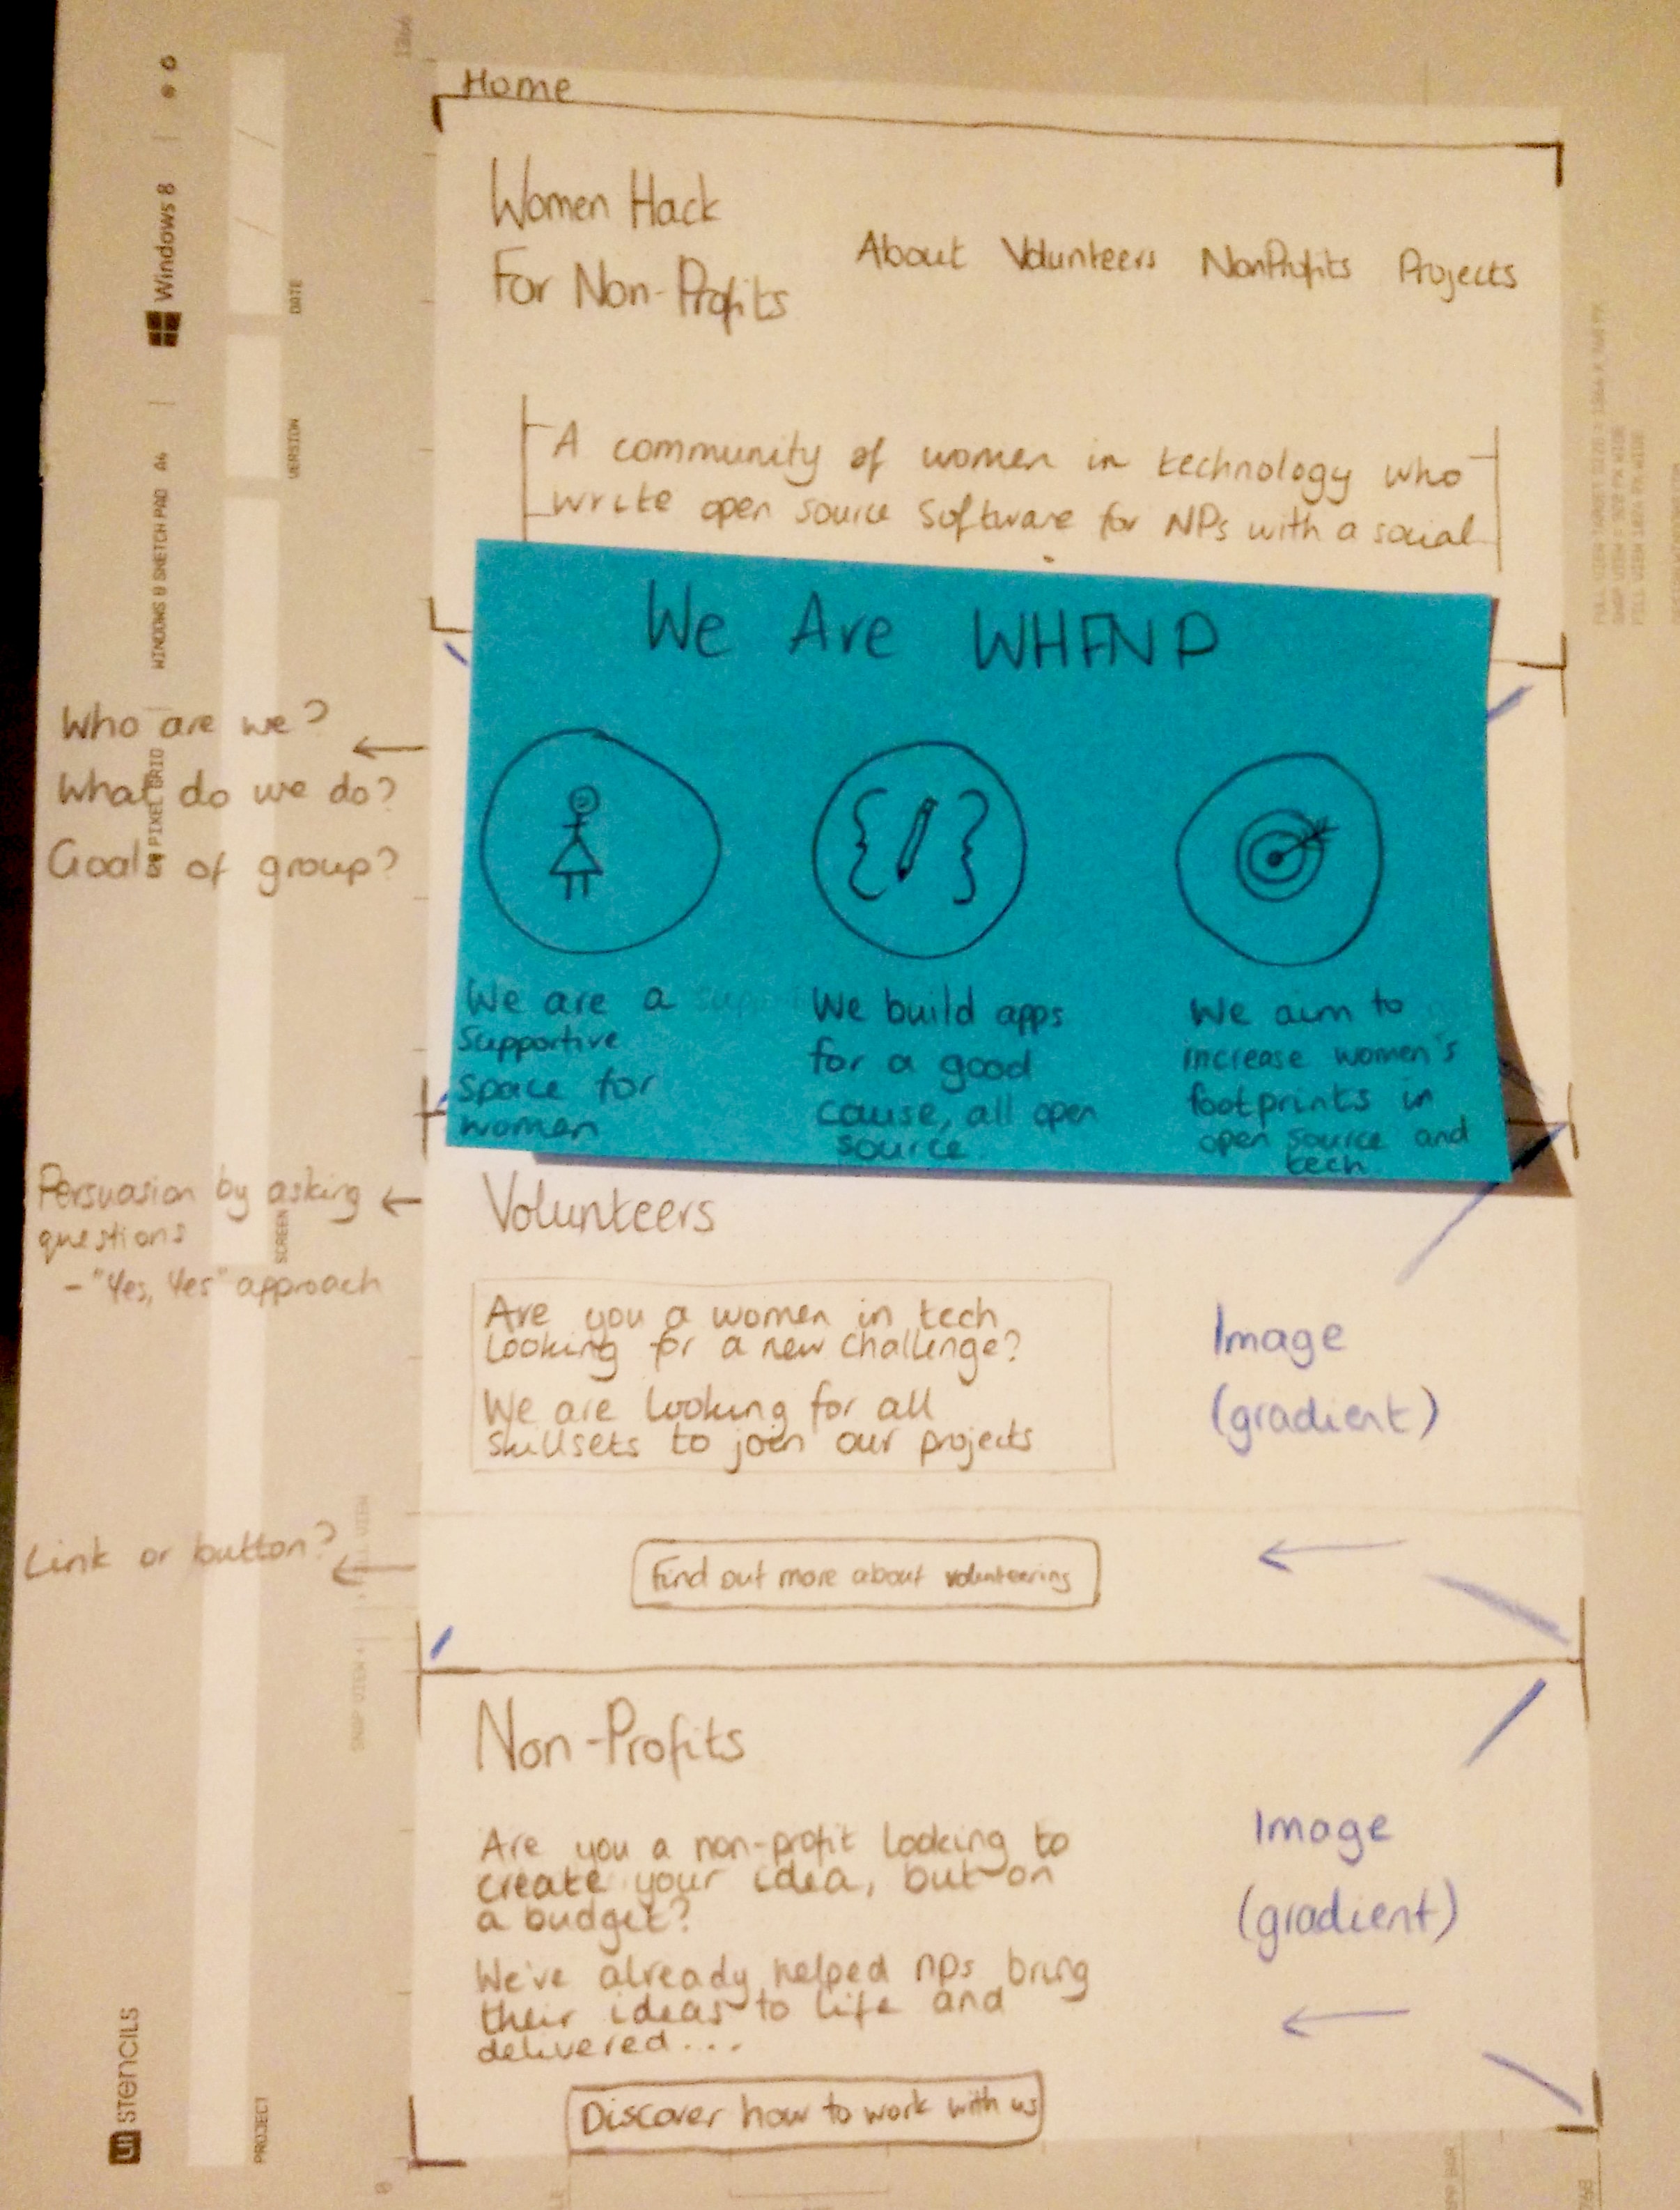 Home
Women Hack
For Non-Profits
About Volunteers NonProfits Projects
A community of women in technology who
write open source software for NPs with a social
We Are WHFNP
We are a
supportive
space for
women
We build apps
for a good
cause, all open
source
We aim to
increase women's
footprints in
open source and
tech
Who are we?
What do we do?
Goals of group?
Persuasion by asking
questions
- "Yes, Yes" approach
Volunteers
Are you a women in tech
looking for a new challenge?
We are looking for all
skillsets to join our projects
Image
(gradient)
Link or button?
Find out more about volunteering
Non-Profits
Are you a non-profit looking to
create your idea, but on
a budget?
We've already helped nps bring
their ideas to life and
delivered...
Image
(gradient)
Discover how to work with us
Windows 8
WINDOWS 8 SKETCH PAD A4
PIXEL GRID
DATE
VERSION
SCREEN
PROJECT
UI STENCILS
1366
0